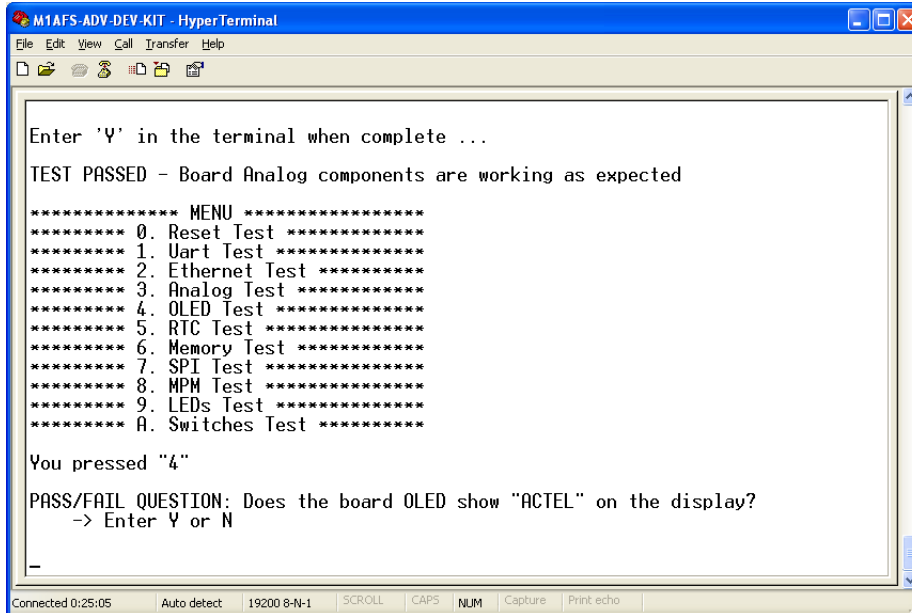 M1AFS-ADV-DEV-KIT - HyperTerminal
File Edit View Call Transfer Help
Enter 'Y' in the terminal when complete ...
TEST PASSED - Board Analog components are working as expected
************** MENU *****************
********* 0. Reset Test *************
********* 1. Uart Test **************
********* 2. Ethernet Test **********
********* 3. Analog Test ************
********* 4. OLED Test **************
********* 5. RTC Test ***************
********* 6. Memory Test ************
********* 7. SPI Test ***************
********* 8. MPM Test ***************
********* 9. LEDs Test **************
********* A. Switches Test **********
You pressed "4"
PASS/FAIL QUESTION: Does the board OLED show "ACTEL" on the display?
-> Enter Y or N
_
Connected 0:25:05 Auto detect 19200 8-N-1 SCROLL CAPS NUM Capture Print echo